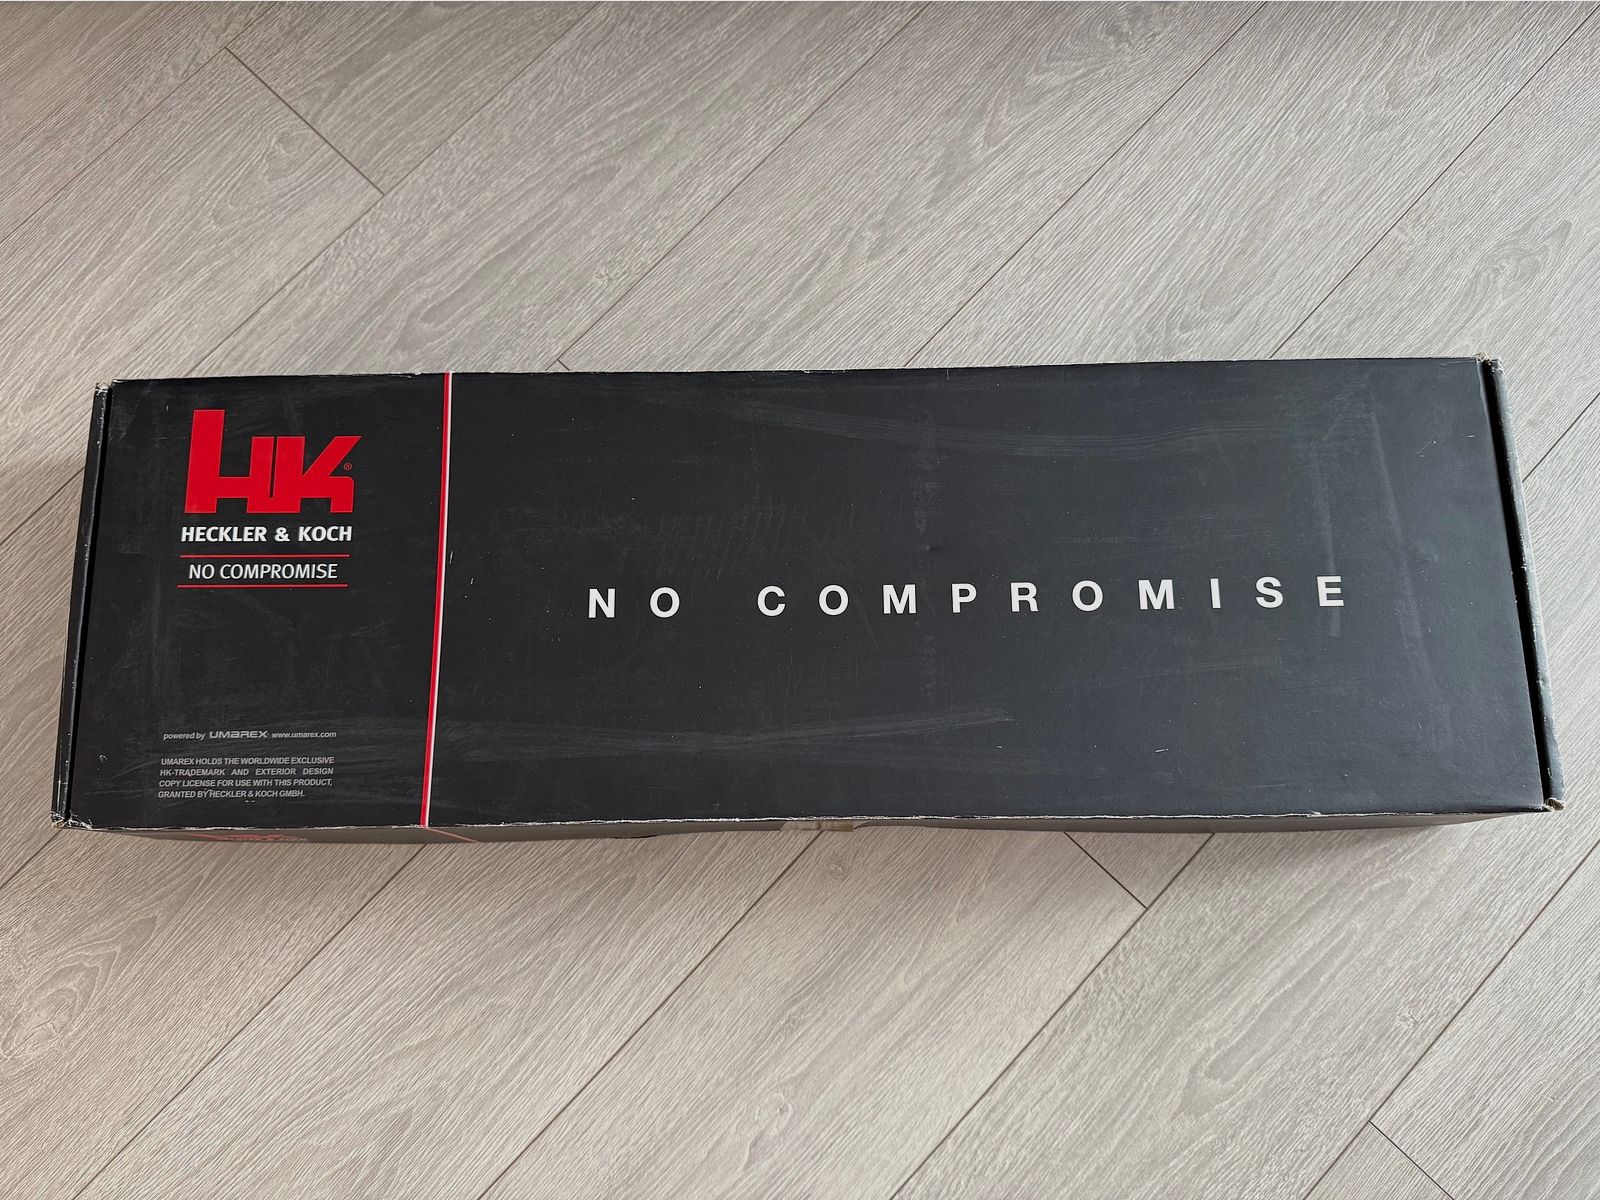 HK®
HECKLER & KOCH
NO COMPROMISE
NO COMPROMISE
powered by UMAREX www.umarex.com
UMAREX HOLDS THE WORLDWIDE EXCLUSIVE
HK-TRADEMARK AND EXTERIOR DESIGN
COPY LICENSE FOR USE WITH THIS PRODUCT,
GRANTED BY HECKLER & KOCH GMBH.